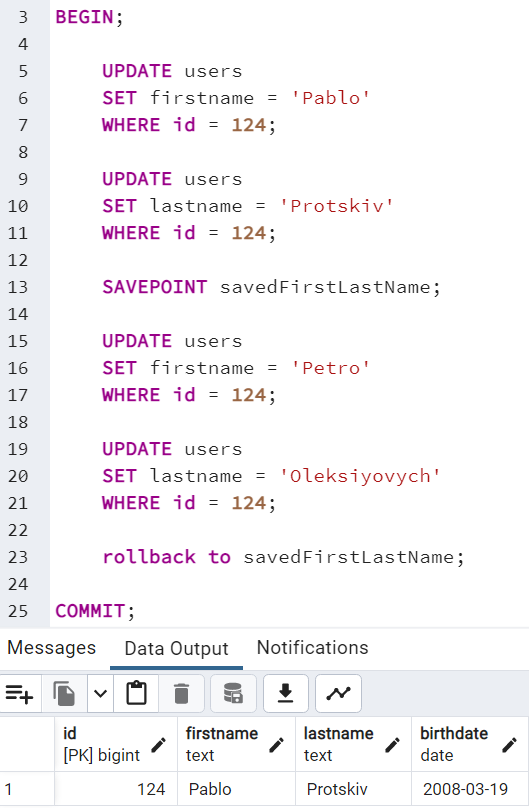 3 BEGIN;
4
5 UPDATE users
6 SET firstname = 'Pablo'
7 WHERE id = 124;
8
9 UPDATE users
10 SET lastname = 'Protskiv'
11 WHERE id = 124;
12
13 SAVEPOINT savedFirstLastName;
14
15 UPDATE users
16 SET firstname = 'Petro'
17 WHERE id = 124;
18
19 UPDATE users
20 SET lastname = 'Oleksiyovych'
21 WHERE id = 124;
22
23 rollback to savedFirstLastName;
24
25 COMMIT;
Messages Data Output Notifications
id firstname lastname birthdate
[PK] bigint text text date
1 124 Pablo Protskiv 2008-03-19